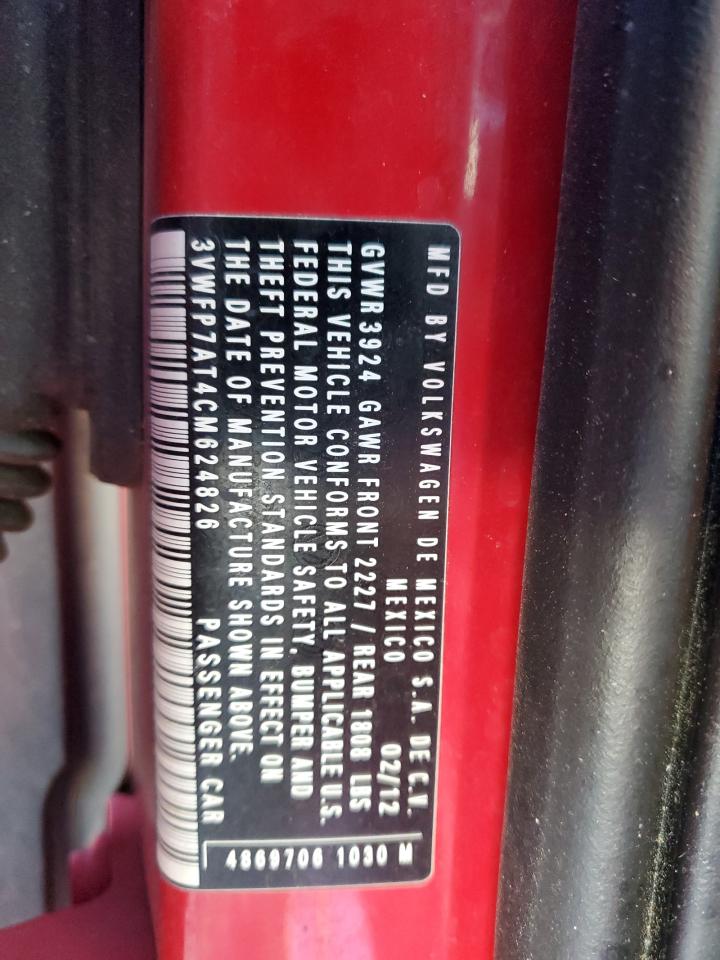 MFD BY VOLKSWAGEN DE MEXICO S.A. DE C.V.
MEXICO 02/12
GVWR 3924 GAWR FRONT 2227 / REAR 1808 LBS
THIS VEHICLE CONFORMS TO ALL APPLICABLE U.S.
FEDERAL MOTOR VEHICLE SAFETY, BUMPER AND
THEFT PREVENTION STANDARDS IN EFFECT ON
THE DATE OF MANUFACTURE SHOWN ABOVE.
3VWFP7AT4CM624826 PASSENGER CAR
4869706 1030 M